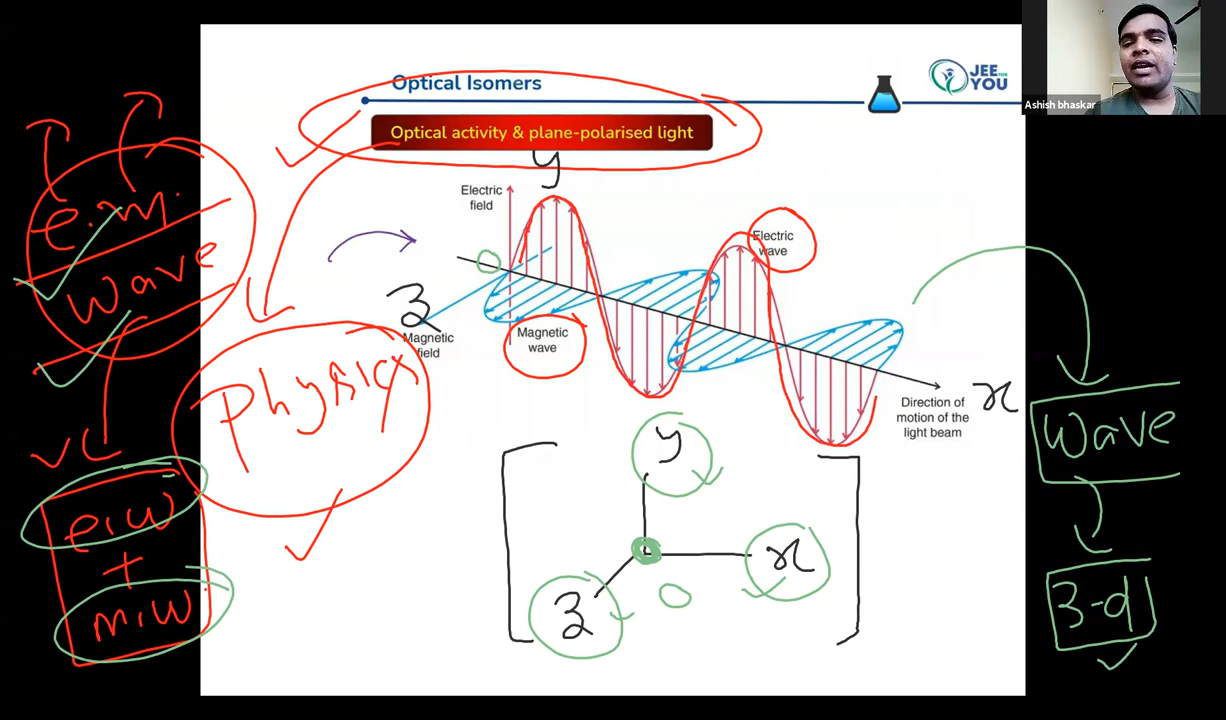 Optical Isomers
JEE
FOR
YOU
Ashish bhaskar
Optical activity & plane-polarised light
y
Electric
field
Electric
wave
O
z
Magnetic
field
Magnetic
wave
Direction of
motion of the
light beam
x
e.m.
wave
Physics
e.w
+
m.w
y
x
z
O
wave
3-d